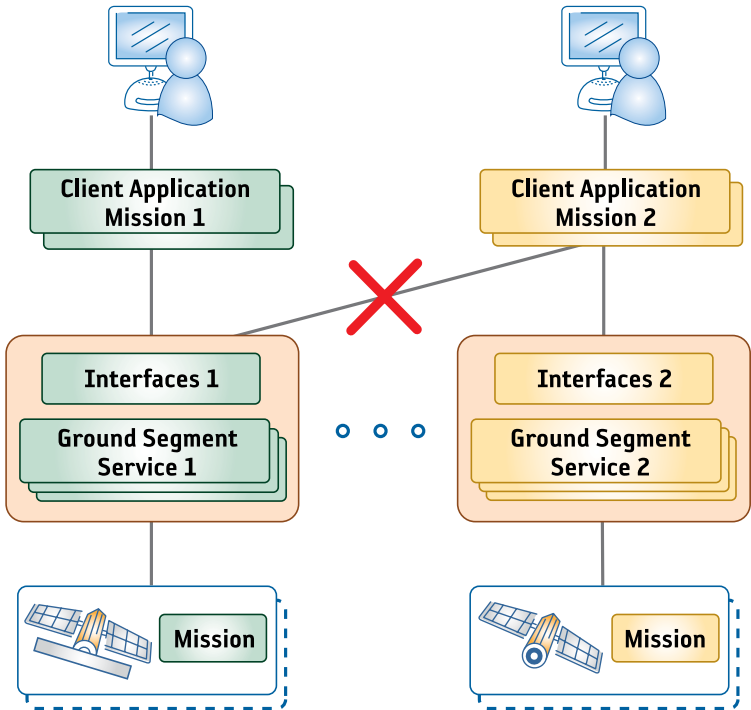 Client Application
Mission 1
Client Application
Mission 2
Interfaces 1
Interfaces 2
Ground Segment
Service 1
Ground Segment
Service 2
Mission
Mission